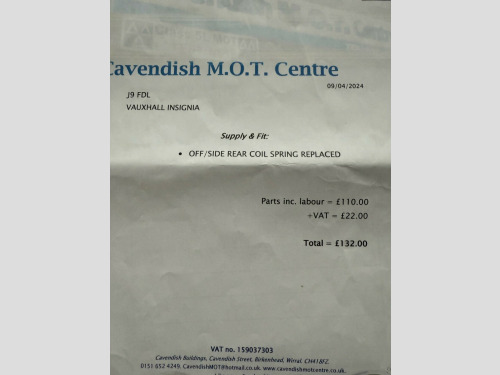 Cavendish M.O.T. Centre
09/04/2024
J9 FDL
VAUXHALL INSIGNIA
Supply & Fit:
• OFF/SIDE REAR COIL SPRING REPLACED
Parts inc. labour = £110.00
+VAT = £22.00
Total = £132.00
VAT no. 159037303
Cavendish Buildings, Cavendish Street, Birkenhead, Wirral. CH418FZ.
0151 652 4249. CavendishMOT@hotmail.co.uk. www.cavendishmotcentre.co.uk.